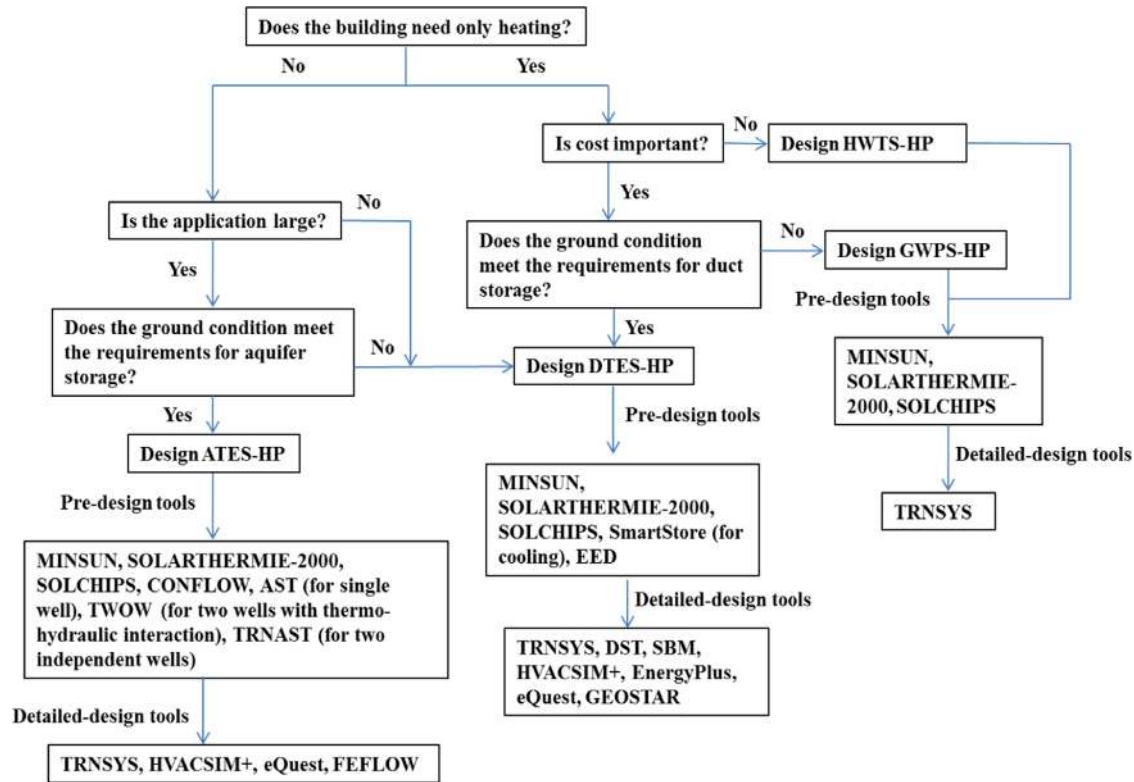 Does the building need only heating?
No
Yes
Is cost important?
No
Design HWTS-HP
Yes
Is the application large?
No
Does the ground condition
meet the requirements for duct
storage?
No
Design GWPS-HP
Yes
Pre-design tools
Does the ground condition meet
the requirements for aquifer
storage?
No
Yes
Design DTES-HP
MINSUN,
SOLARTHERMIE-
2000, SOLCHIPS
Yes
Pre-design tools
Design ATES-HP
Detailed-design tools
Pre-design tools
MINSUN,
SOLARTHERMIE-2000,
SOLCHIPS, SmartStore (for
cooling), EED
TRNSYS
MINSUN, SOLARTHERMIE-2000,
SOLCHIPS, CONFLOW, AST (for single
well), TWOW (for two wells with thermo-
hydraulic interaction), TRNAST (for two
independent wells)
Detailed-design tools
TRNSYS, DST, SBM,
HVACSIM+, EnergyPlus,
eQuest, GEOSTAR
Detailed-design tools
TRNSYS, HVACSIM+, eQuest, FEFLOW